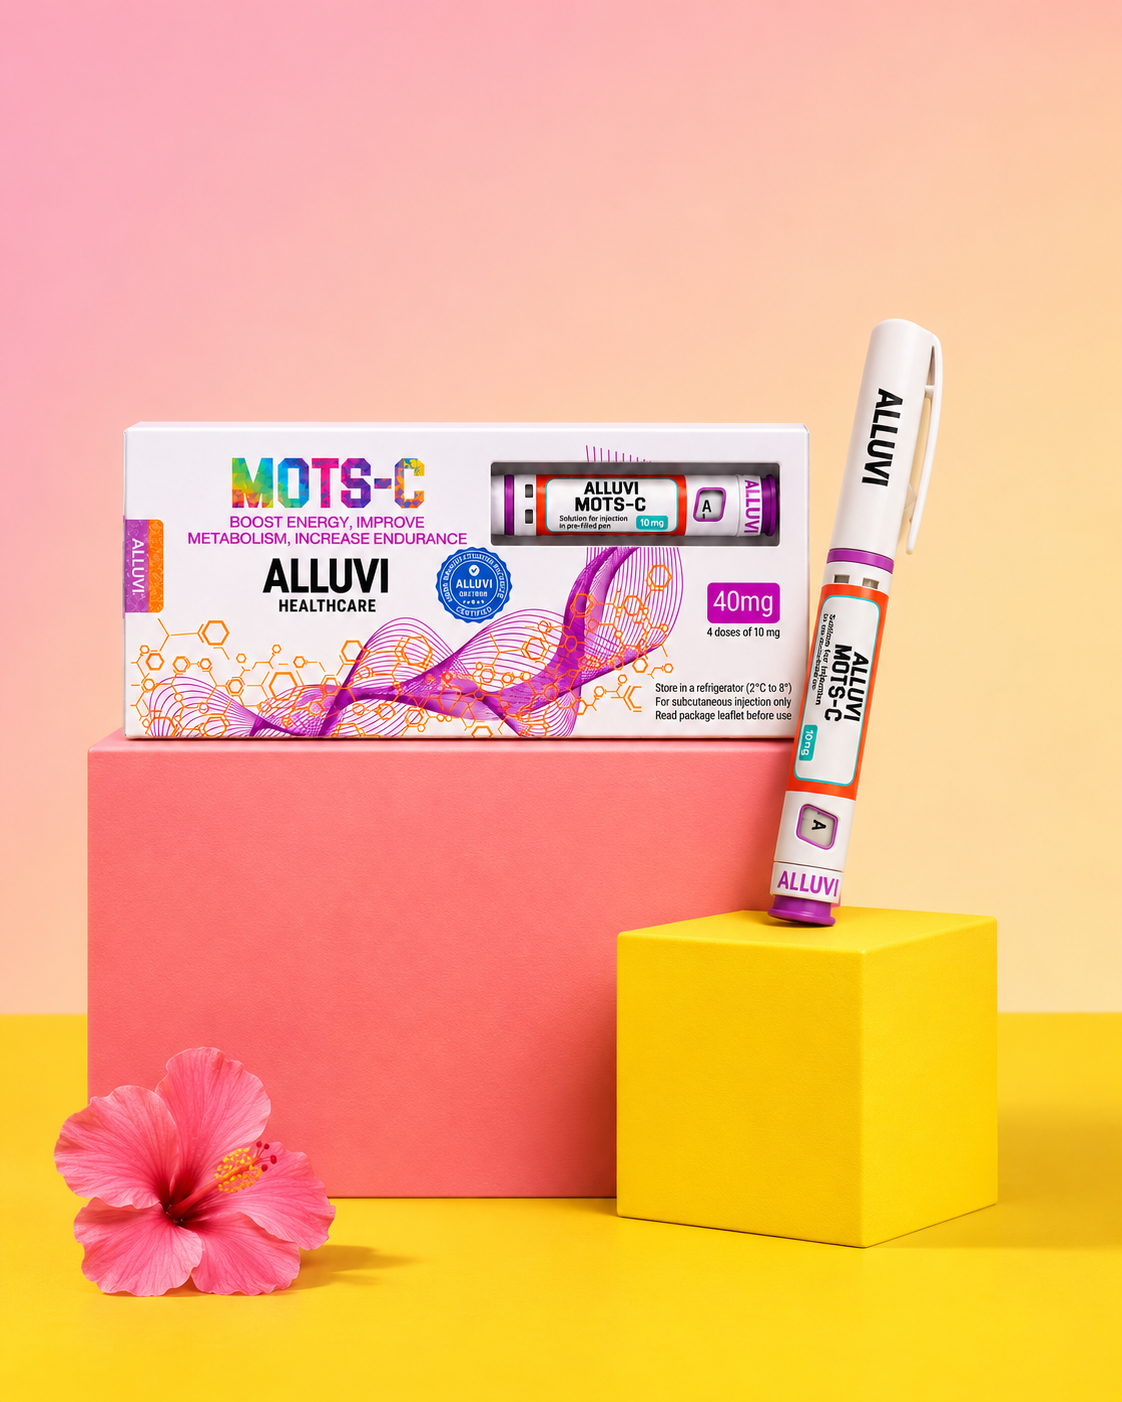 MOTS-C
BOOST ENERGY, IMPROVE
METABOLISM, INCREASE ENDURANCE
ALLUVI
HEALTHCARE
ALLUVI
ALLUVI
CERTIFIED
ALLUVI
MOTS-C
Solution for injection
in pre-filled pen
10 mg
A
ALLUVI
40mg
4 doses of 10 mg
Store in a refrigerator (2°C to 8°)
For subcutaneous injection only
Read package leaflet before use
ALLUVI
ALLUVI
MOTS-C
A
ALLUVI